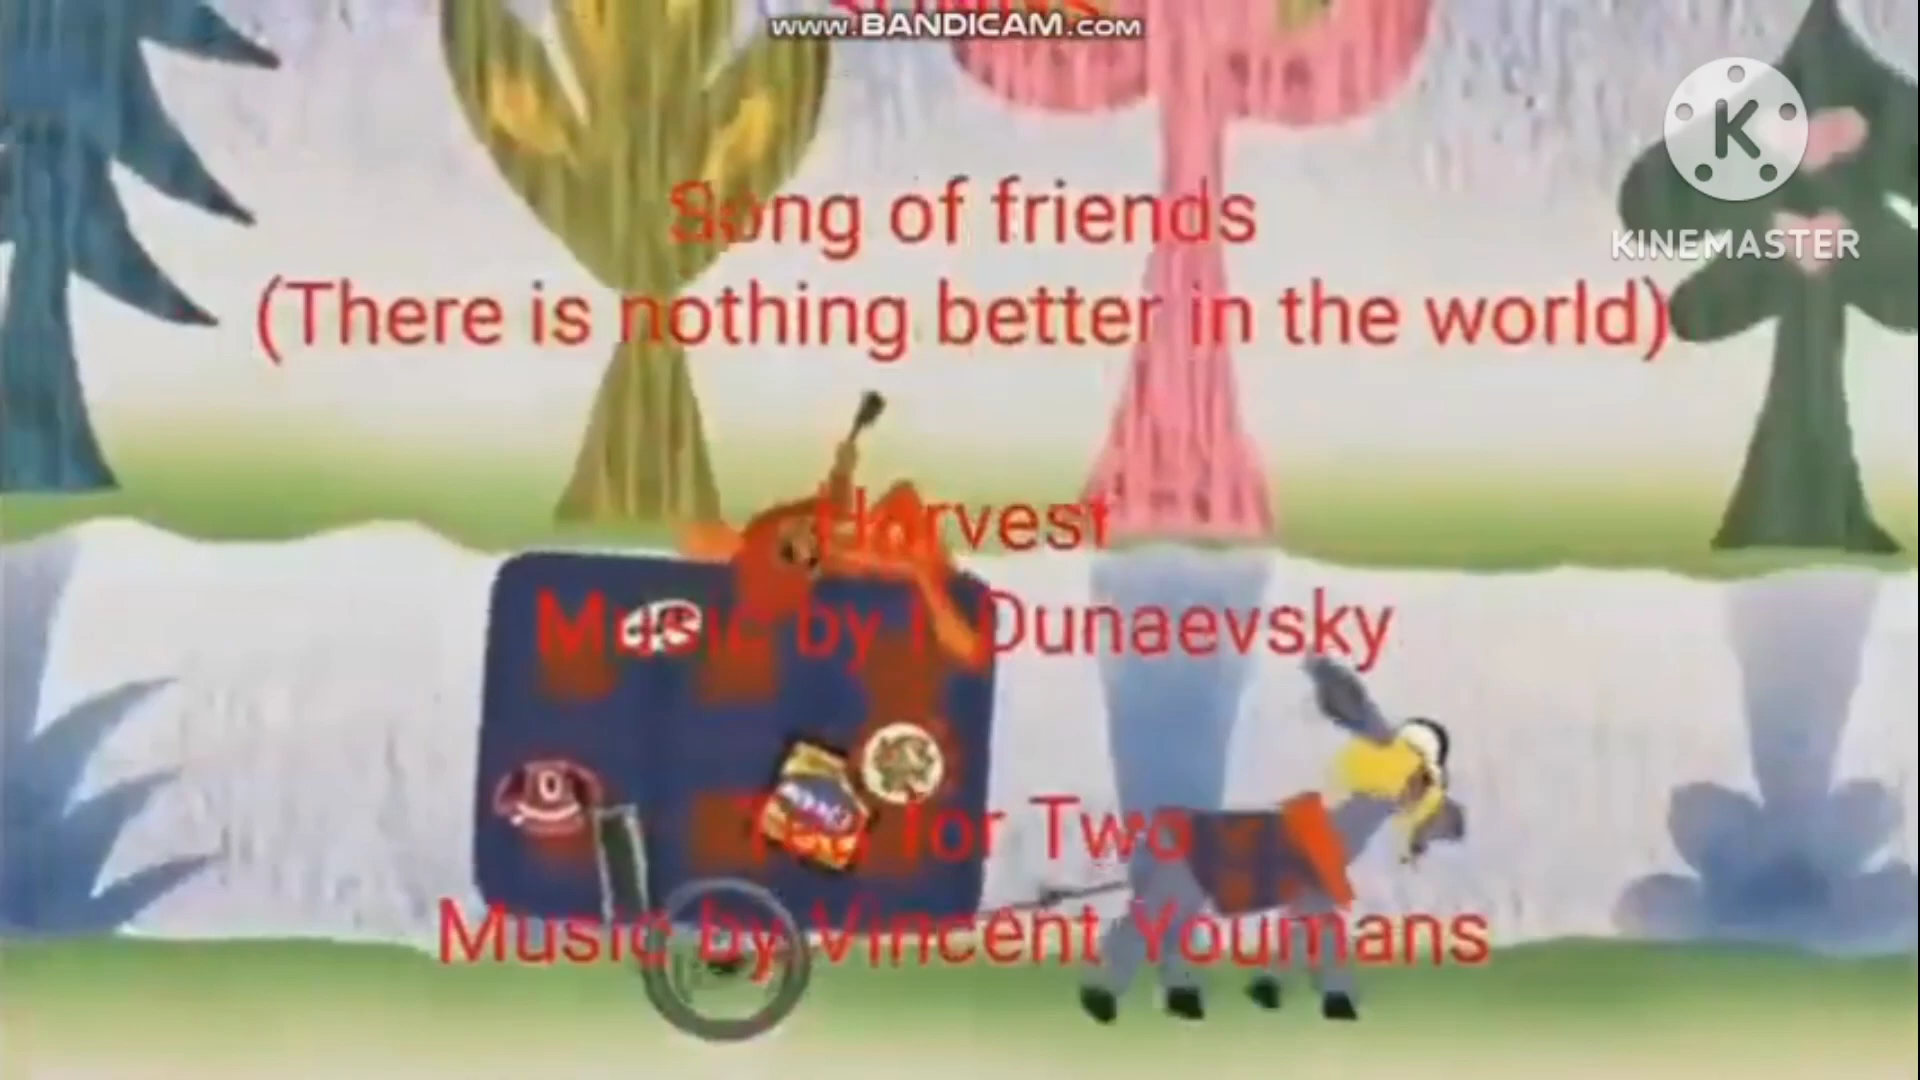 www.BANDICAM.com
K
KINEMASTER
Song of friends
(There is nothing better in the world)
Harvest
Music by I. Dunaevsky
Tea for Two
Music by Vincent Youmans